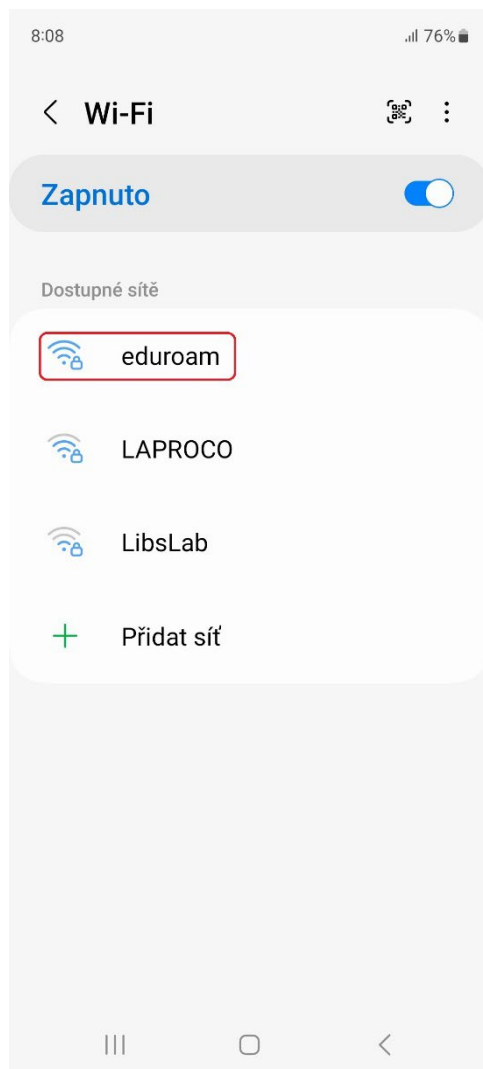 8:08 76%
Wi-Fi
Zapnuto
Dostupné sítě
eduroam
LAPROCO
LibsLab
Přidat síť